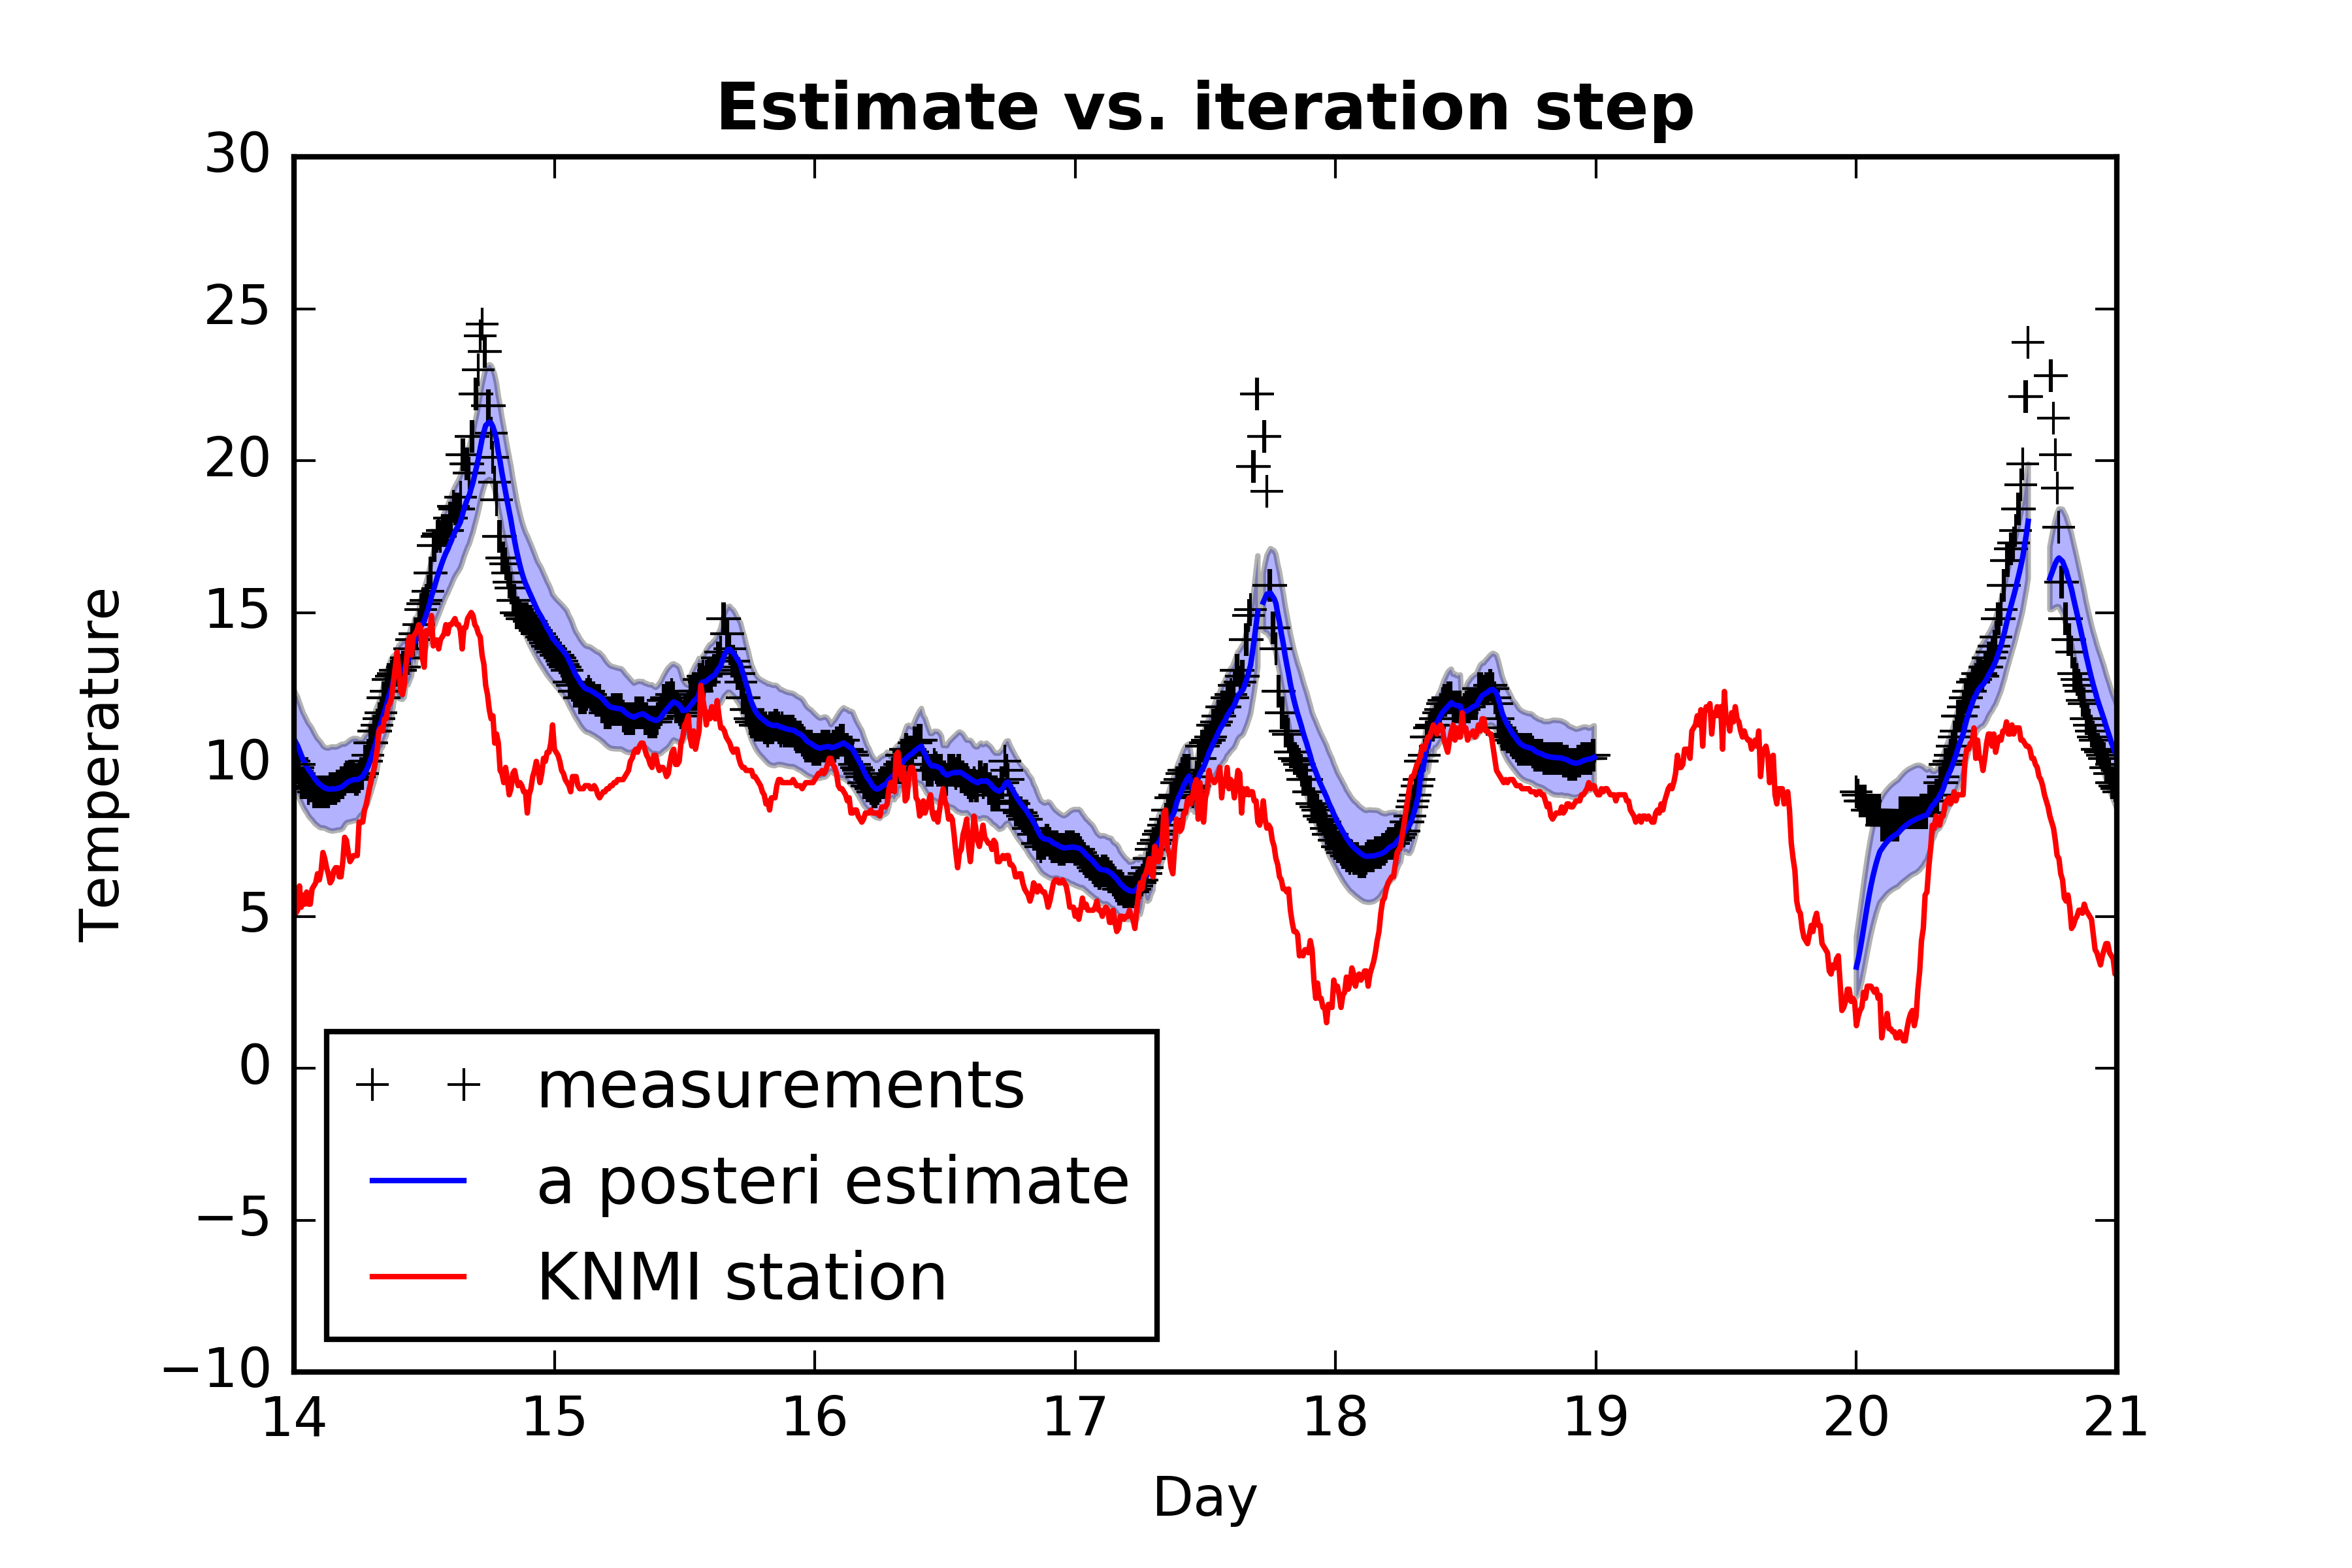 Estimate vs. iteration step
30
25
20
15
10
5
0
−5
−10
Temperature
measurements
a posteri estimate
KNMI station
14 15 16 17 18 19 20 21
Day